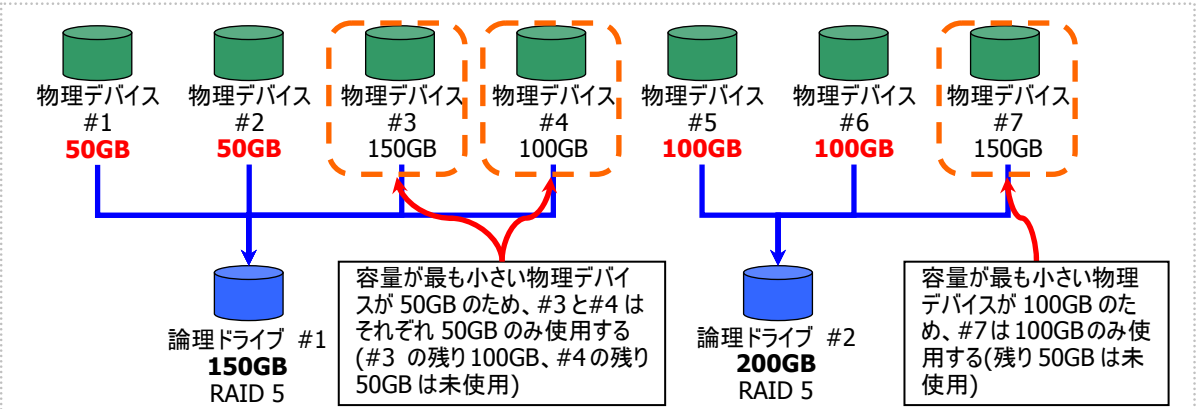 物理デバイス
#1
50GB
物理デバイス
#2
50GB
物理デバイス
#3
150GB
物理デバイス
#4
100GB
物理デバイス
#5
100GB
物理デバイス
#6
100GB
物理デバイス
#7
150GB
論理ドライブ #1
150GB
RAID 5
容量が最も小さい物理デバイ
スが 50GB のため、#3 と#4 は
それぞれ 50GB のみ使用する
(#3 の残り 100GB、#4 の残り
50GB は未使用)
論理ドライブ #2
200GB
RAID 5
容量が最も小さい物理
デバイスが 100GB のた
め、#7は 100GBのみ使
用する(残り 50GB は未
使用)